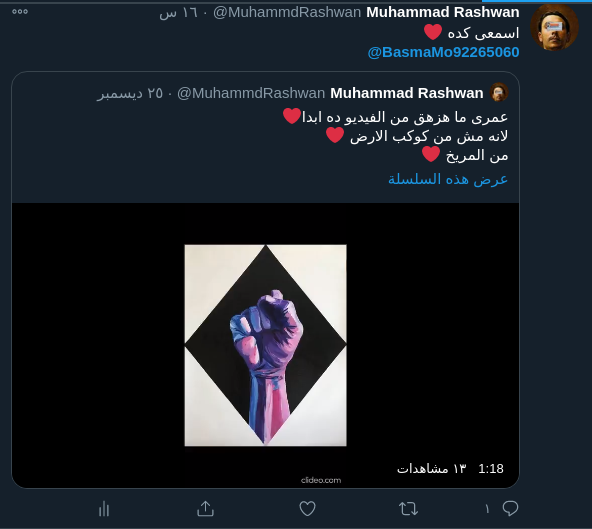 Muhammad Rashwan @MuhammdRashwan · ١٦ س
اسمعى كده ❤️
@BasmaMo92265060
Muhammad Rashwan @MuhammdRashwan · ٢٥ ديسمبر
عمرى ما هزهق من الفيديو ده ابدا❤️
لانه مش من كوكب الارض ❤️
من المريخ ❤️
عرض هذه السلسلة
1:18 ١٣ مشاهدات
clideo.com
١